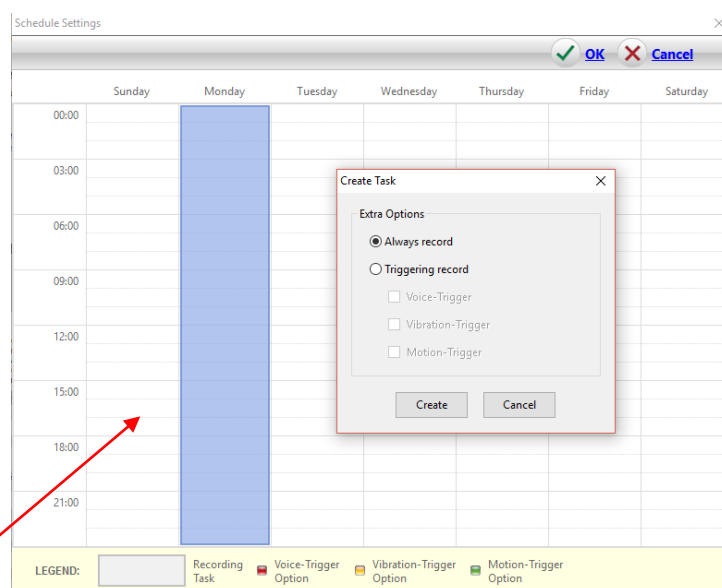 Schedule Settings
OK Cancel
Sunday Monday Tuesday Wednesday Thursday Friday Saturday
00:00
03:00
Create Task
Extra Options
06:00
Always record
Triggering record
09:00
Voice-Trigger
Vibration-Trigger
12:00
Motion-Trigger
15:00
Create Cancel
18:00
21:00
LEGEND: Recording Task Voice-Trigger Option Vibration-Trigger Option Motion-Trigger Option